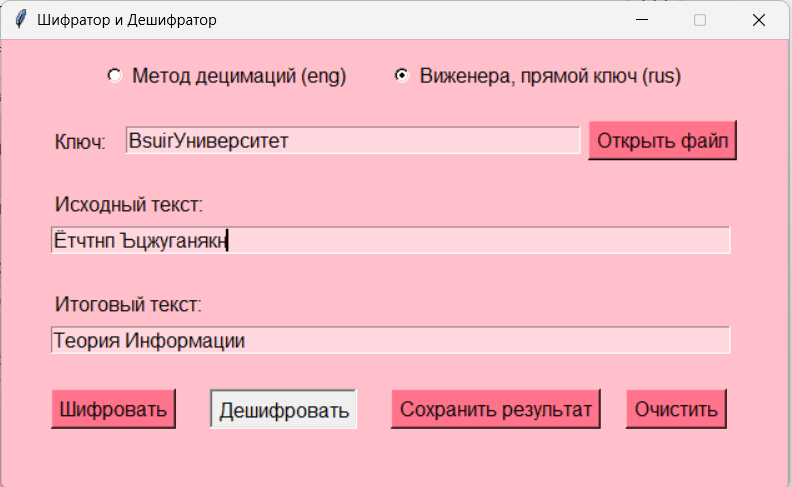 Шифратор и Дешифратор
Метод децимаций (eng) Виженера, прямой ключ (rus)
Ключ: BsuirУниверситет Открыть файл
Исходный текст:
Ётчтнп Ъцжуганякн
Итоговый текст:
Теория Информации
Шифровать Дешифровать Сохранить результат Очистить